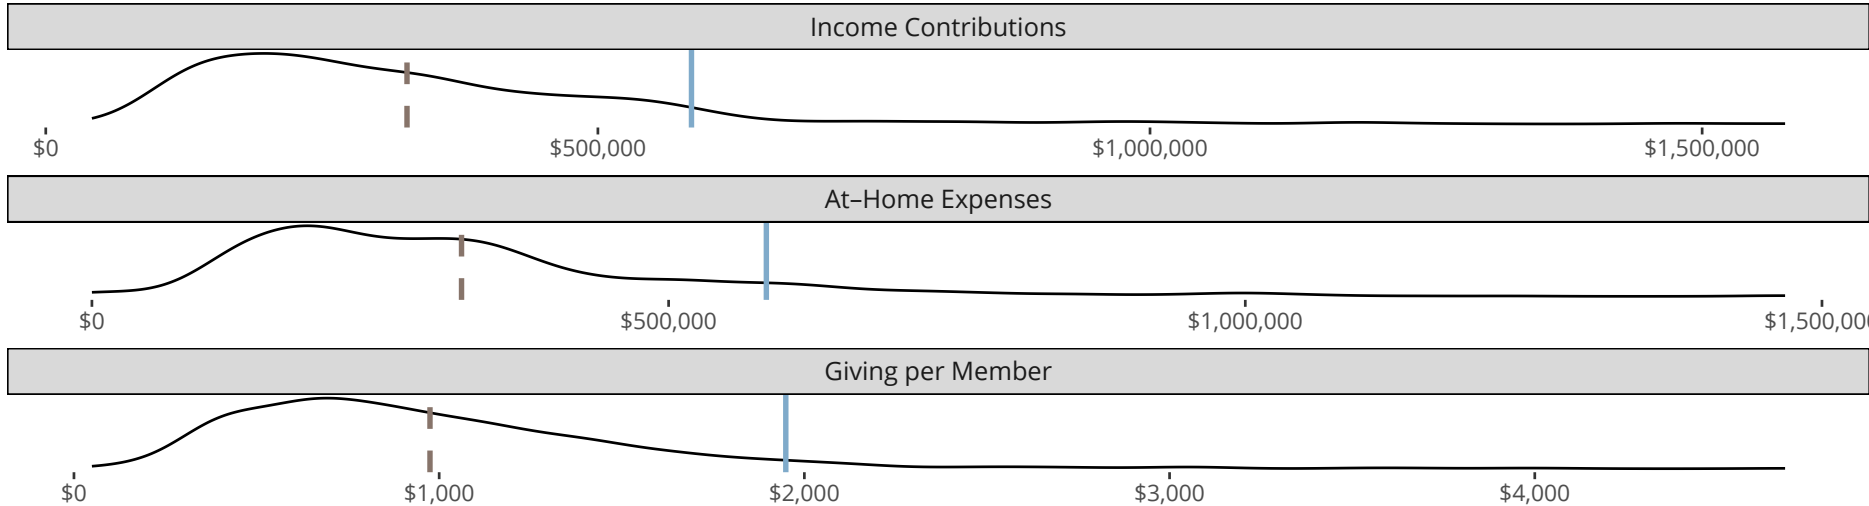 Income Contributions
$0 $500,000 $1,000,000 $1,500,000
At–Home Expenses
$0 $500,000 $1,000,000 $1,500,00
Giving per Member
$0 $1,000 $2,000 $3,000 $4,000